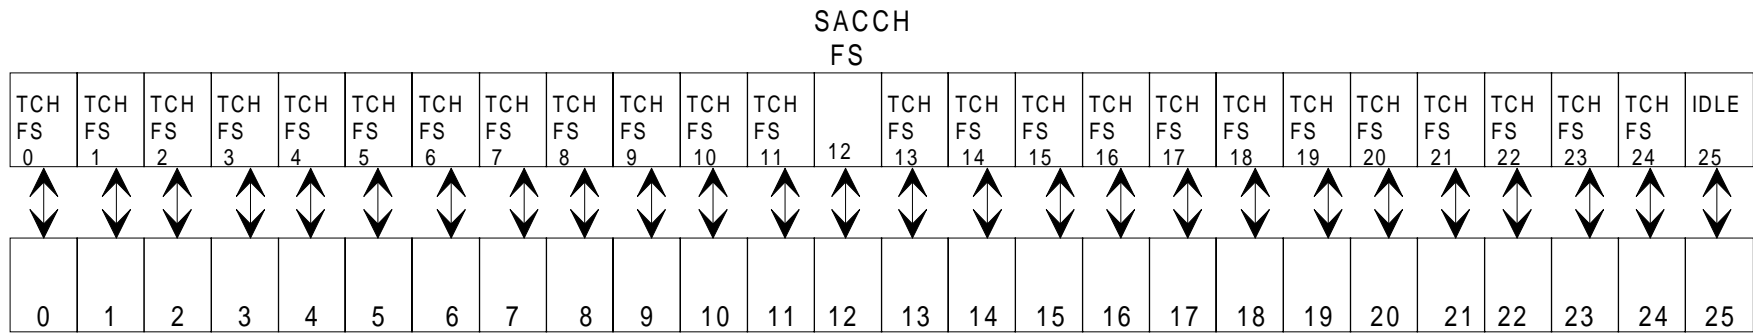 SACCH
FS
TCH TCH TCH TCH TCH TCH TCH TCH TCH TCH TCH TCH TCH TCH TCH TCH TCH TCH TCH TCH TCH TCH TCH TCH IDLE
FS FS FS FS FS FS FS FS FS FS FS FS FS FS FS FS FS FS FS FS FS FS FS FS
0 1 2 3 4 5 6 7 8 9 10 11 12 13 14 15 16 17 18 19 20 21 22 23 24 25
0 1 2 3 4 5 6 7 8 9 10 11 12 13 14 15 16 17 18 19 20 21 22 23 24 25